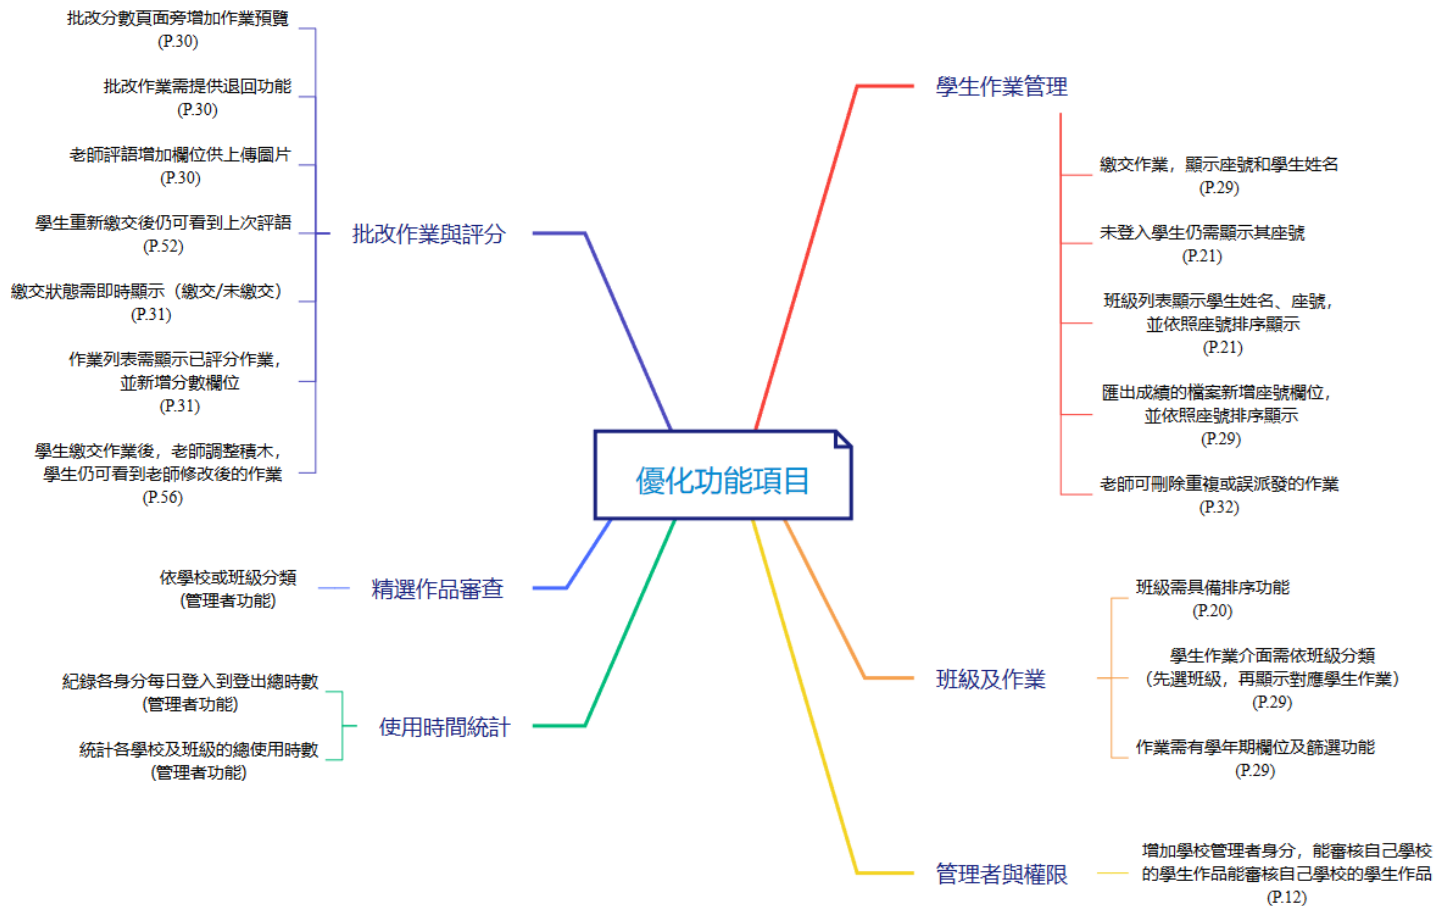 優化功能項目
批改作業與評分
批改分數頁面旁增加作業預覽
(P.30)
批改作業需提供退回功能
(P.30)
老師評語增加欄位供上傳圖片
(P.30)
學生重新繳交後仍可看到上次評語
(P.52)
繳交狀態需即時顯示（繳交/未繳交）
(P.31)
作業列表需顯示已評分作業，
並新增分數欄位
(P.31)
學生繳交作業後，老師調整積木，
學生仍可看到老師修改後的作業
(P.56)
精選作品審查
依學校或班級分類
(管理者功能)
使用時間統計
紀錄各身分每日登入到登出總時數
(管理者功能)
統計各學校及班級的總使用時數
(管理者功能)
學生作業管理
繳交作業，顯示座號和學生姓名
(P.29)
未登入學生仍需顯示其座號
(P.21)
班級列表顯示學生姓名、座號，
並依照座號排序顯示
(P.21)
匯出成績的檔案新增座號欄位，
並依照座號排序顯示
(P.29)
老師可刪除重複或誤派發的作業
(P.32)
班級及作業
班級需具備排序功能
(P.20)
學生作業介面需依班級分類
（先選班級，再顯示對應學生作業）
(P.29)
作業需有學年期欄位及篩選功能
(P.29)
管理者與權限
增加學校管理者身分，能審核自己學校
的學生作品能審核自己學校的學生作品
(P.12)